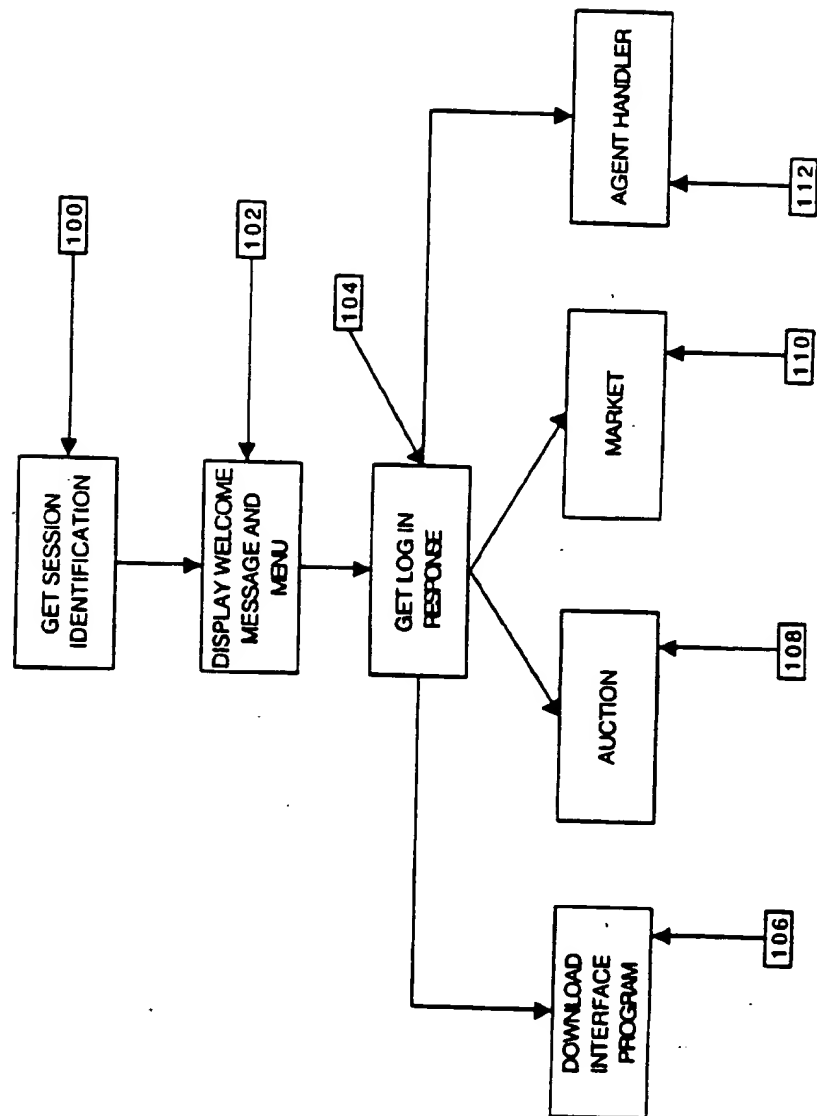 GET SESSION
IDENTIFICATION
100
DISPLAY WELCOME
MESSAGE AND
MENU
102
GET LOG IN
RESPONSE
104
DOWNLOAD
INTERFACE
PROGRAM
106
AUCTION
108
MARKET
110
AGENT HANDLER
112